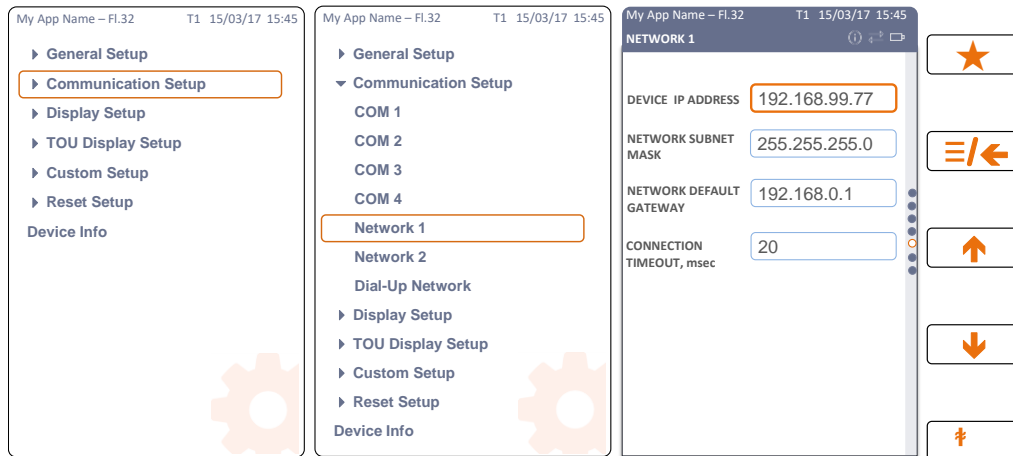 My App Name – Fl.32 T1 15/03/17 15:45
General Setup
Communication Setup
Display Setup
TOU Display Setup
Custom Setup
Reset Setup
Device Info
My App Name – Fl.32 T1 15/03/17 15:45
General Setup
Communication Setup
COM 1
COM 2
COM 3
COM 4
Network 1
Network 2
Dial-Up Network
Display Setup
TOU Display Setup
Custom Setup
Reset Setup
Device Info
My App Name – Fl.32 T1 15/03/17 15:45
NETWORK 1
DEVICE IP ADDRESS 192.168.99.77
NETWORK SUBNET
MASK
255.255.255.0
NETWORK DEFAULT
GATEWAY
192.168.0.1
CONNECTION
TIMEOUT, msec
20